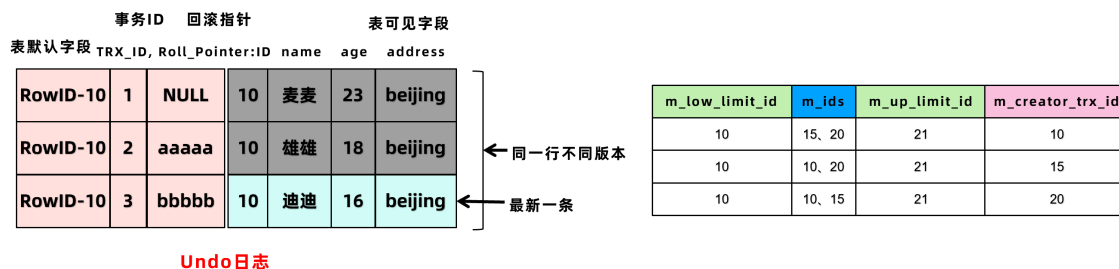 事务ID 回滚指针 表可见字段
表默认字段 TRX_ID, Roll_Pointer:ID name age address
RowID-10 1 NULL 10 麦麦 23 beijing
RowID-10 2 aaaaa 10 雄雄 18 beijing
同一行不同版本
RowID-10 3 bbbbb 10 迪迪 16 beijing
最新一条
Undo日志
m_low_limit_id m_ids m_up_limit_id m_creator_trx_id
10 15、20 21 10
10 10、20 21 15
10 10、15 21 20